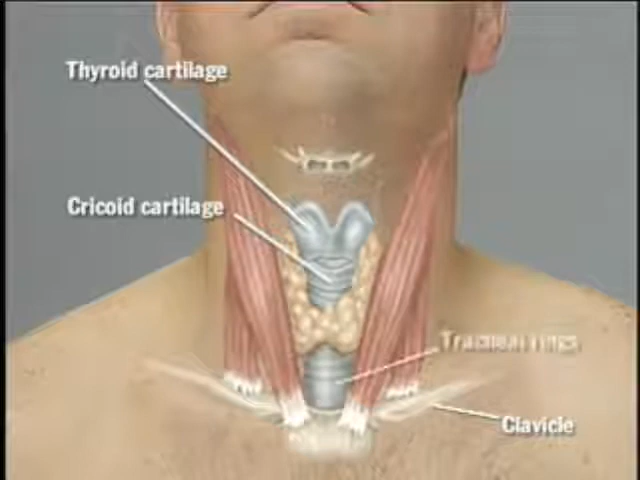 Thyroid cartilage
Cricoid cartilage
Tracheal rings
Clavicle